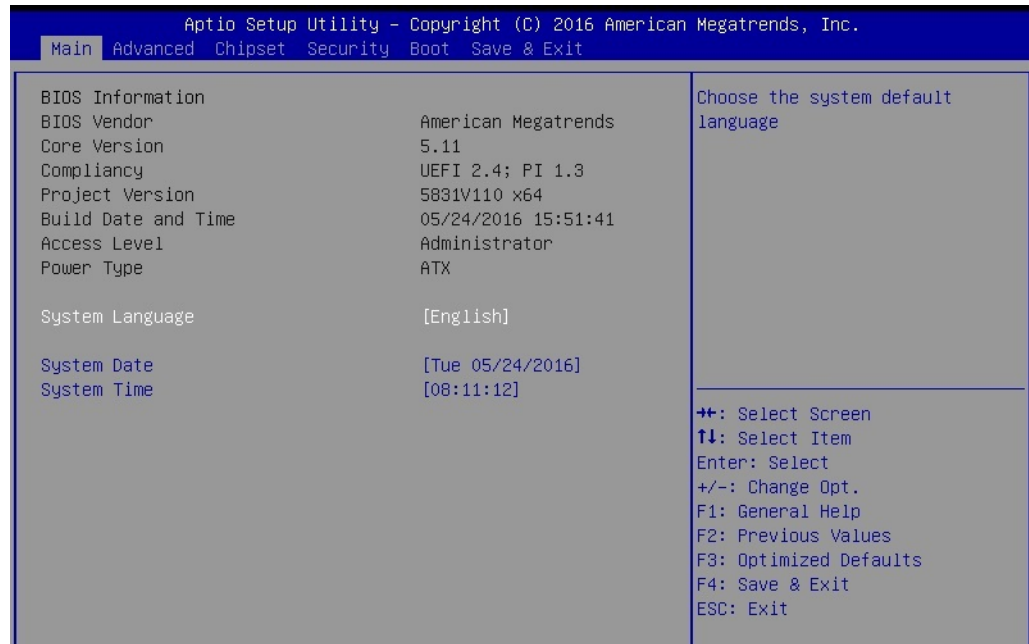 Aptio Setup Utility – Copyright (C) 2016 American Megatrends, Inc.
Main Advanced Chipset Security Boot Save & Exit
BIOS Information
BIOS Vendor American Megatrends
Core Version 5.11
Compliancy UEFI 2.4; PI 1.3
Project Version 5831V110 x64
Build Date and Time 05/24/2016 15:51:41
Access Level Administrator
Power Type ATX
System Language [English]
System Date [Tue 05/24/2016]
System Time [08:11:12]
Choose the system default
language
→←: Select Screen
↑↓: Select Item
Enter: Select
+/-: Change Opt.
F1: General Help
F2: Previous Values
F3: Optimized Defaults
F4: Save & Exit
ESC: Exit